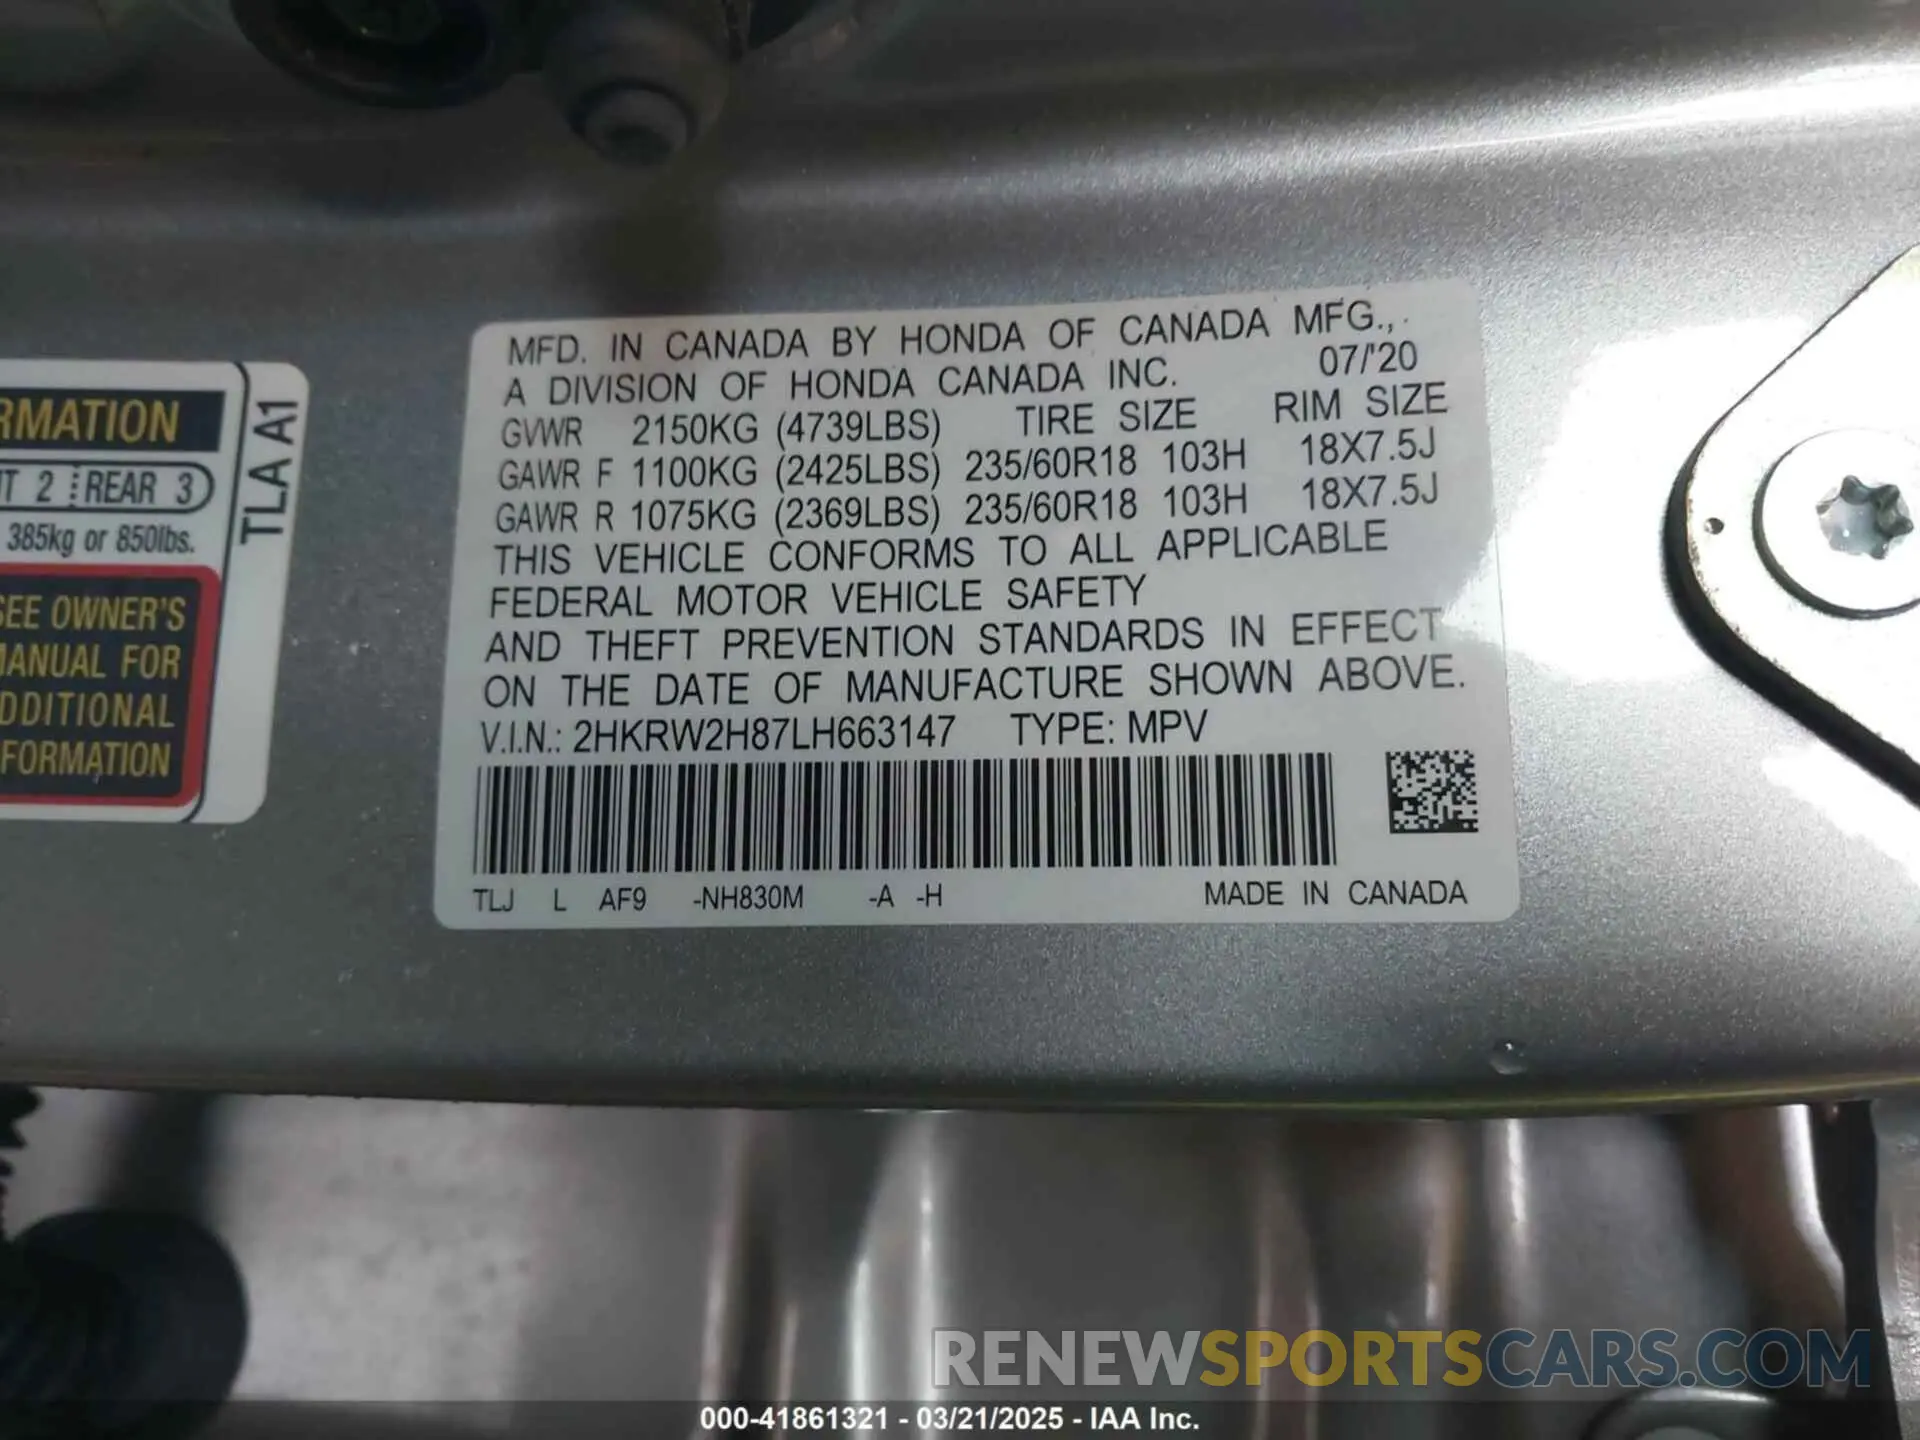 MFD. IN CANADA BY HONDA OF CANADA MFG.,
A DIVISION OF HONDA CANADA INC. 07/'20
GVWR 2150KG (4739LBS) TIRE SIZE RIM SIZE
GAWR F 1100KG (2425LBS) 235/60R18 103H 18X7.5J
GAWR R 1075KG (2369LBS) 235/60R18 103H 18X7.5J
THIS VEHICLE CONFORMS TO ALL APPLICABLE
FEDERAL MOTOR VEHICLE SAFETY
AND THEFT PREVENTION STANDARDS IN EFFECT
ON THE DATE OF MANUFACTURE SHOWN ABOVE.
V.I.N.: 2HKRW2H87LH663147 TYPE: MPV
TLJ L AF9 -NH830M -A -H MADE IN CANADA
RMATION
T 2 REAR 3
385kg or 850lbs.
SEE OWNER'S
MANUAL FOR
DDITIONAL
FORMATION
TLA A1
RENEWSPORTSCARS.COM
000-41861321 - 03/21/2025 - IAA Inc.